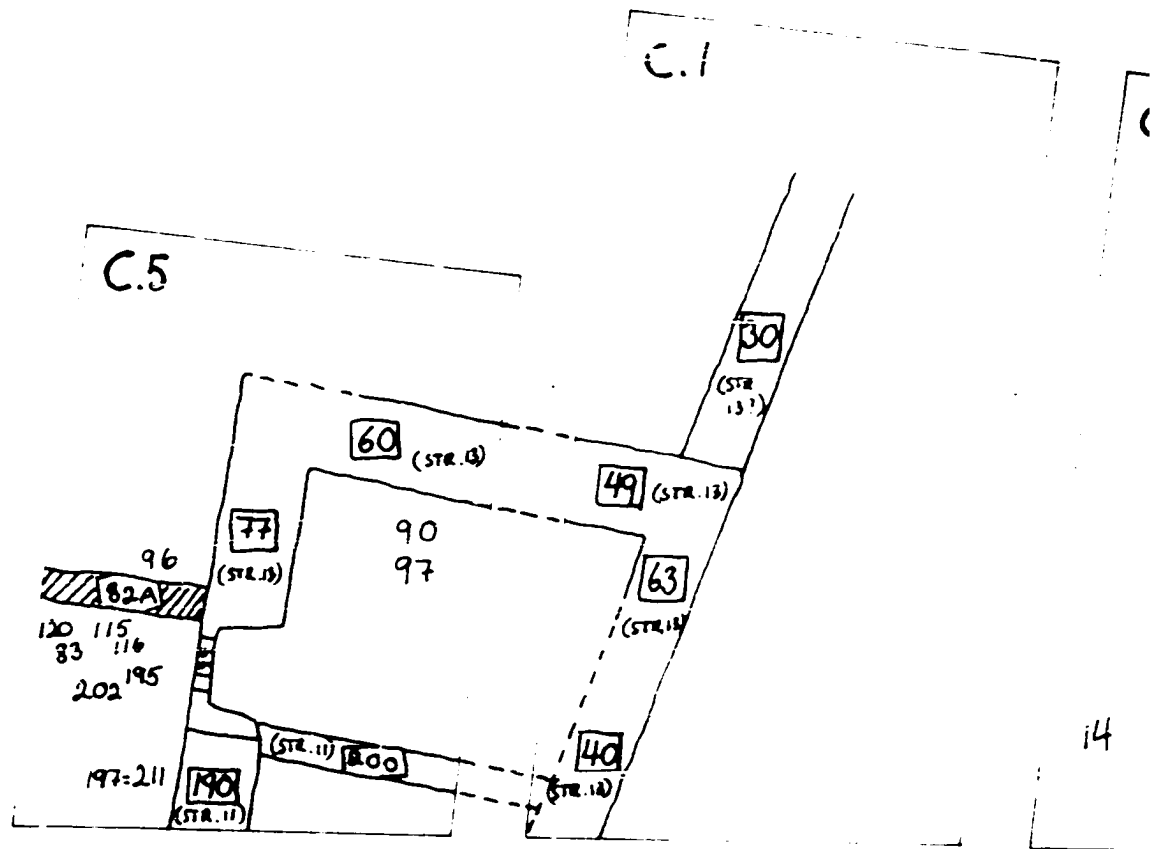 C.1
C.5
30
(STR
13?)
60
(STR.13)
49
(STR.13)
77
(STR.13)
90
97
96
63
(STR.13)
82A
120 115
83 116
195
202
(STR.11)
200
40
(STR.13)
14
197=211
190
(STR.11)